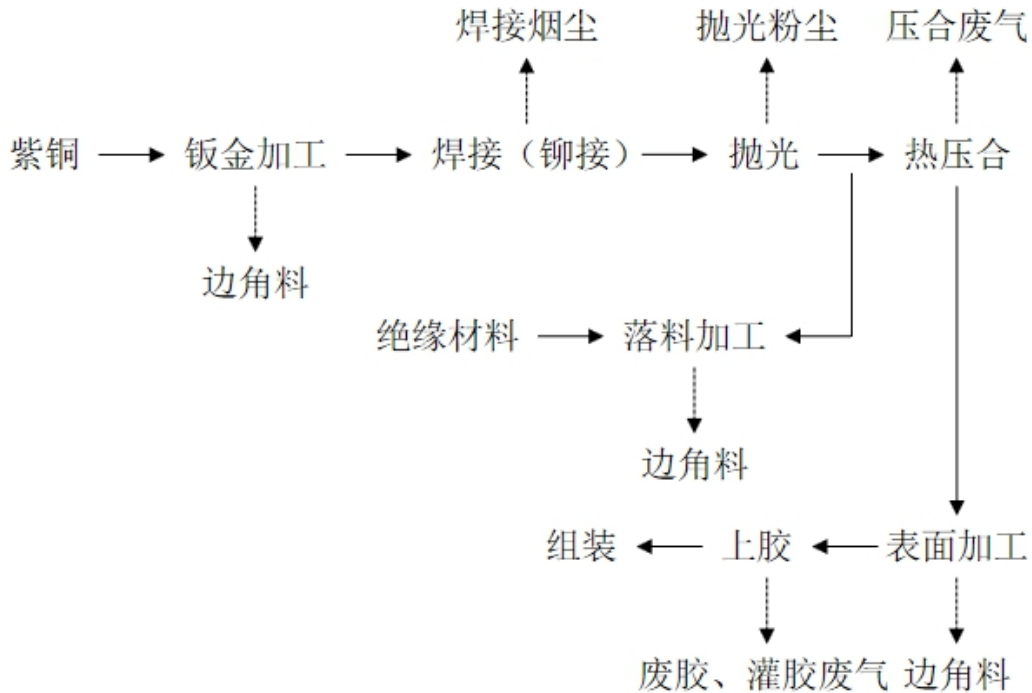 焊接烟尘 抛光粉尘 压合废气
紫铜 钣金加工 焊接（铆接） 抛光 热压合
边角料
绝缘材料 落料加工
边角料
组装 上胶 表面加工
废胶、灌胶废气 边角料